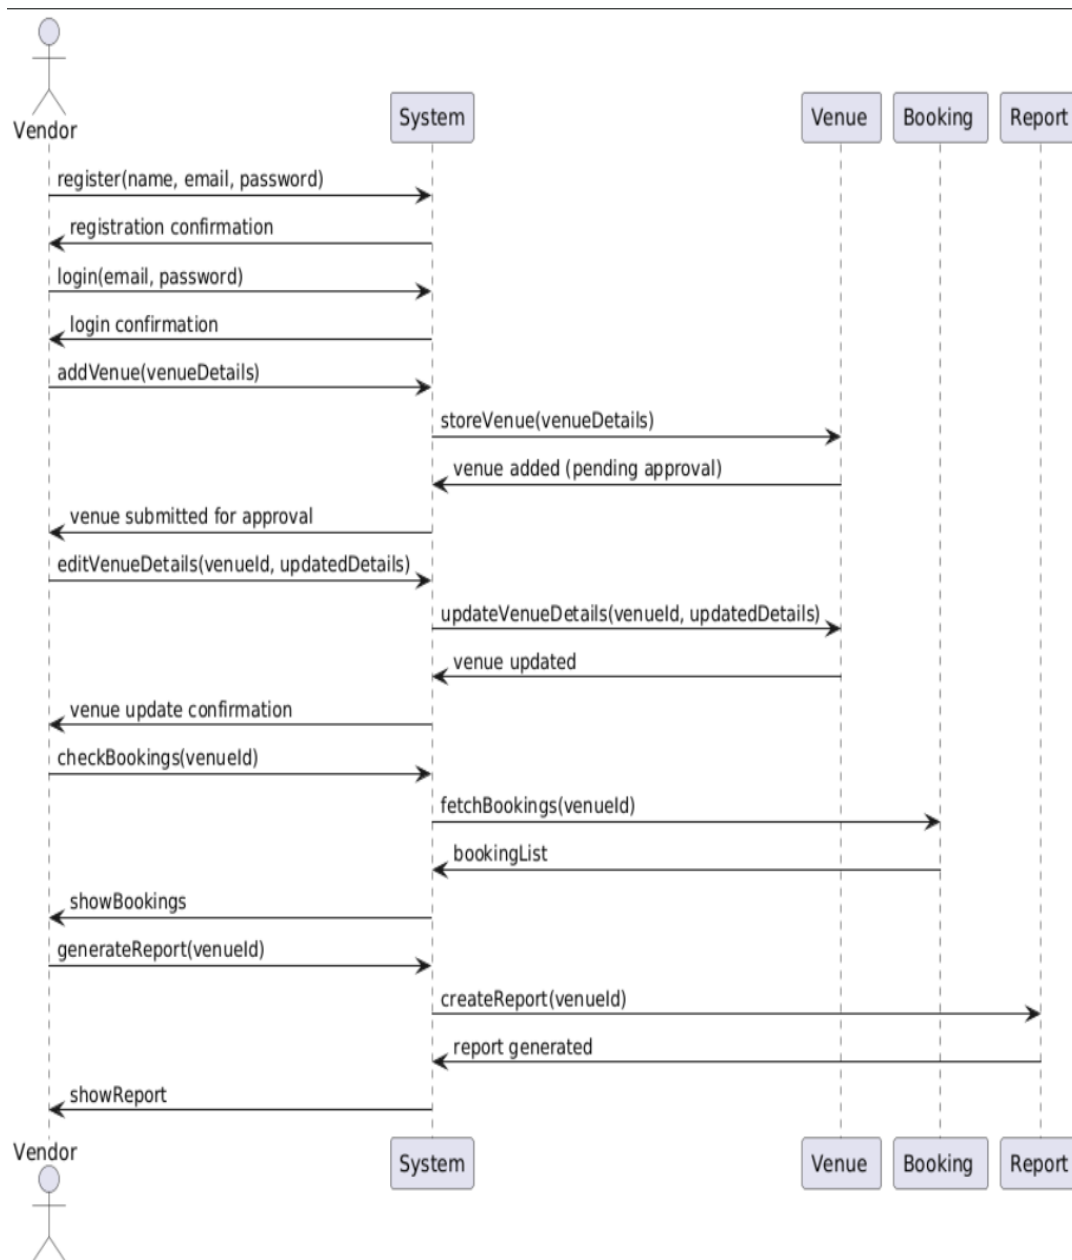 Vendor
System
Venue
Booking
Report
register(name, email, password)
registration confirmation
login(email, password)
login confirmation
addVenue(venueDetails)
storeVenue(venueDetails)
venue added (pending approval)
venue submitted for approval
editVenueDetails(venueId, updatedDetails)
updateVenueDetails(venueId, updatedDetails)
venue updated
venue update confirmation
checkBookings(venueId)
fetchBookings(venueId)
bookingList
showBookings
generateReport(venueId)
createReport(venueId)
report generated
showReport
Vendor
System
Venue
Booking
Report